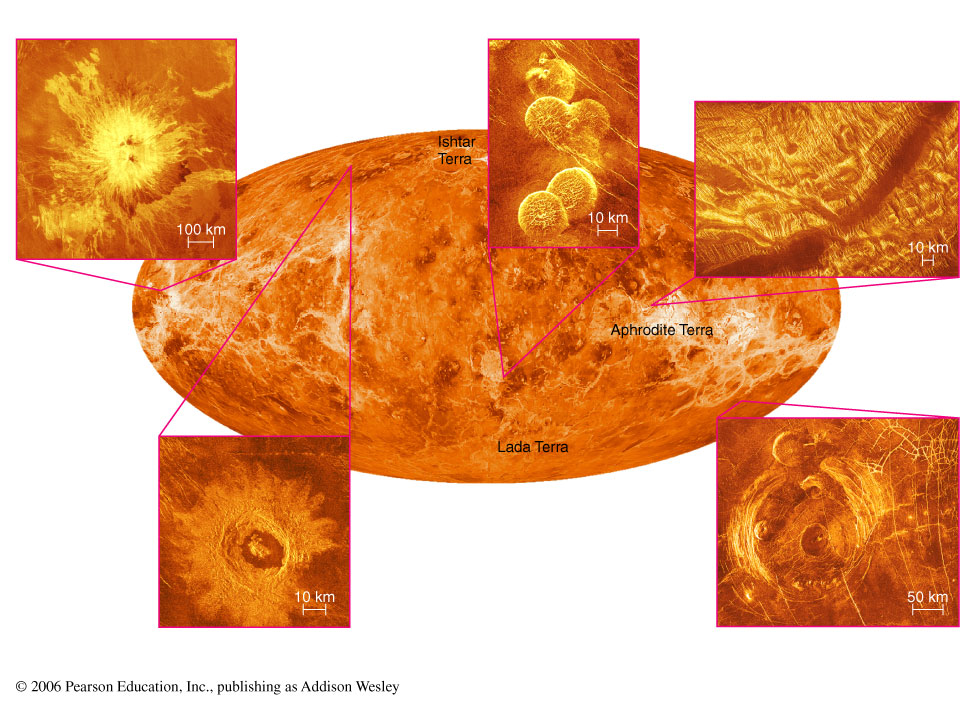 Ishtar
Terra
100 km
10 km
10 km
Aphrodite Terra
Lada Terra
10 km
50 km
© 2006 Pearson Education, Inc., publishing as Addison Wesley